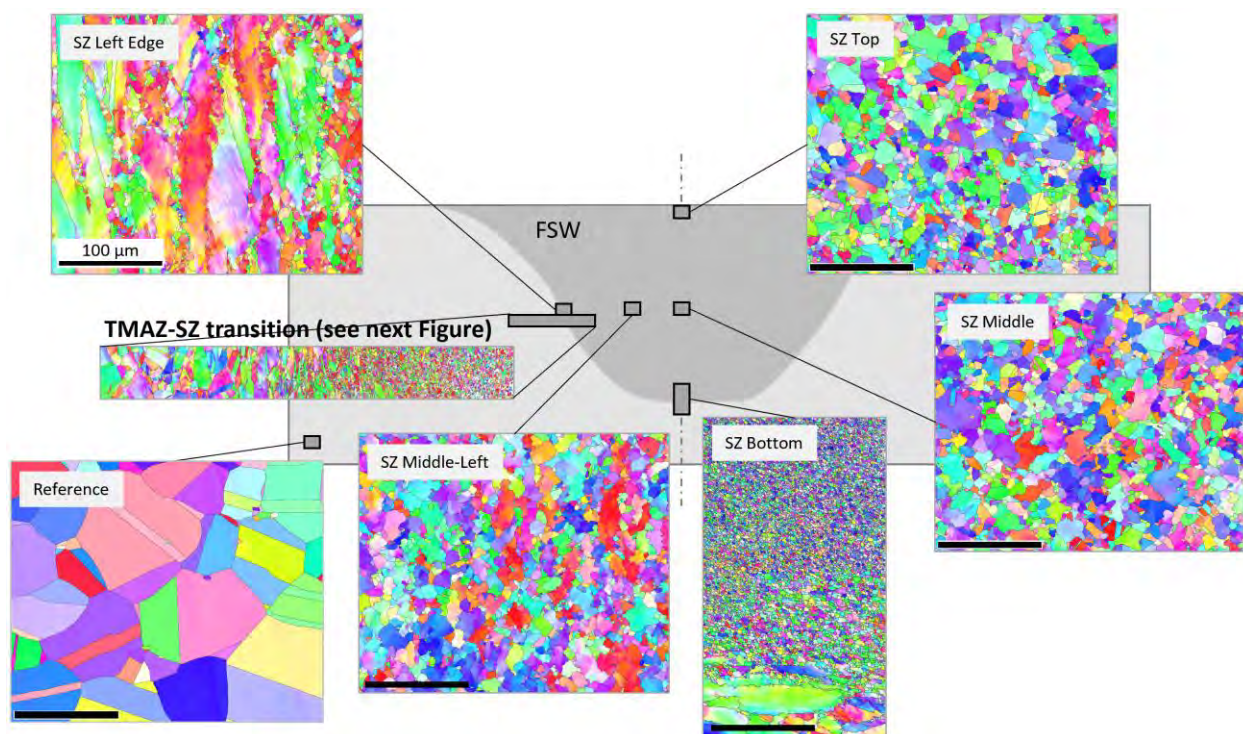 SZ Left Edge
SZ Top
100 µm
FSW
TMAZ-SZ transition (see next Figure)
SZ Middle
SZ Middle-Left
SZ Bottom
Reference